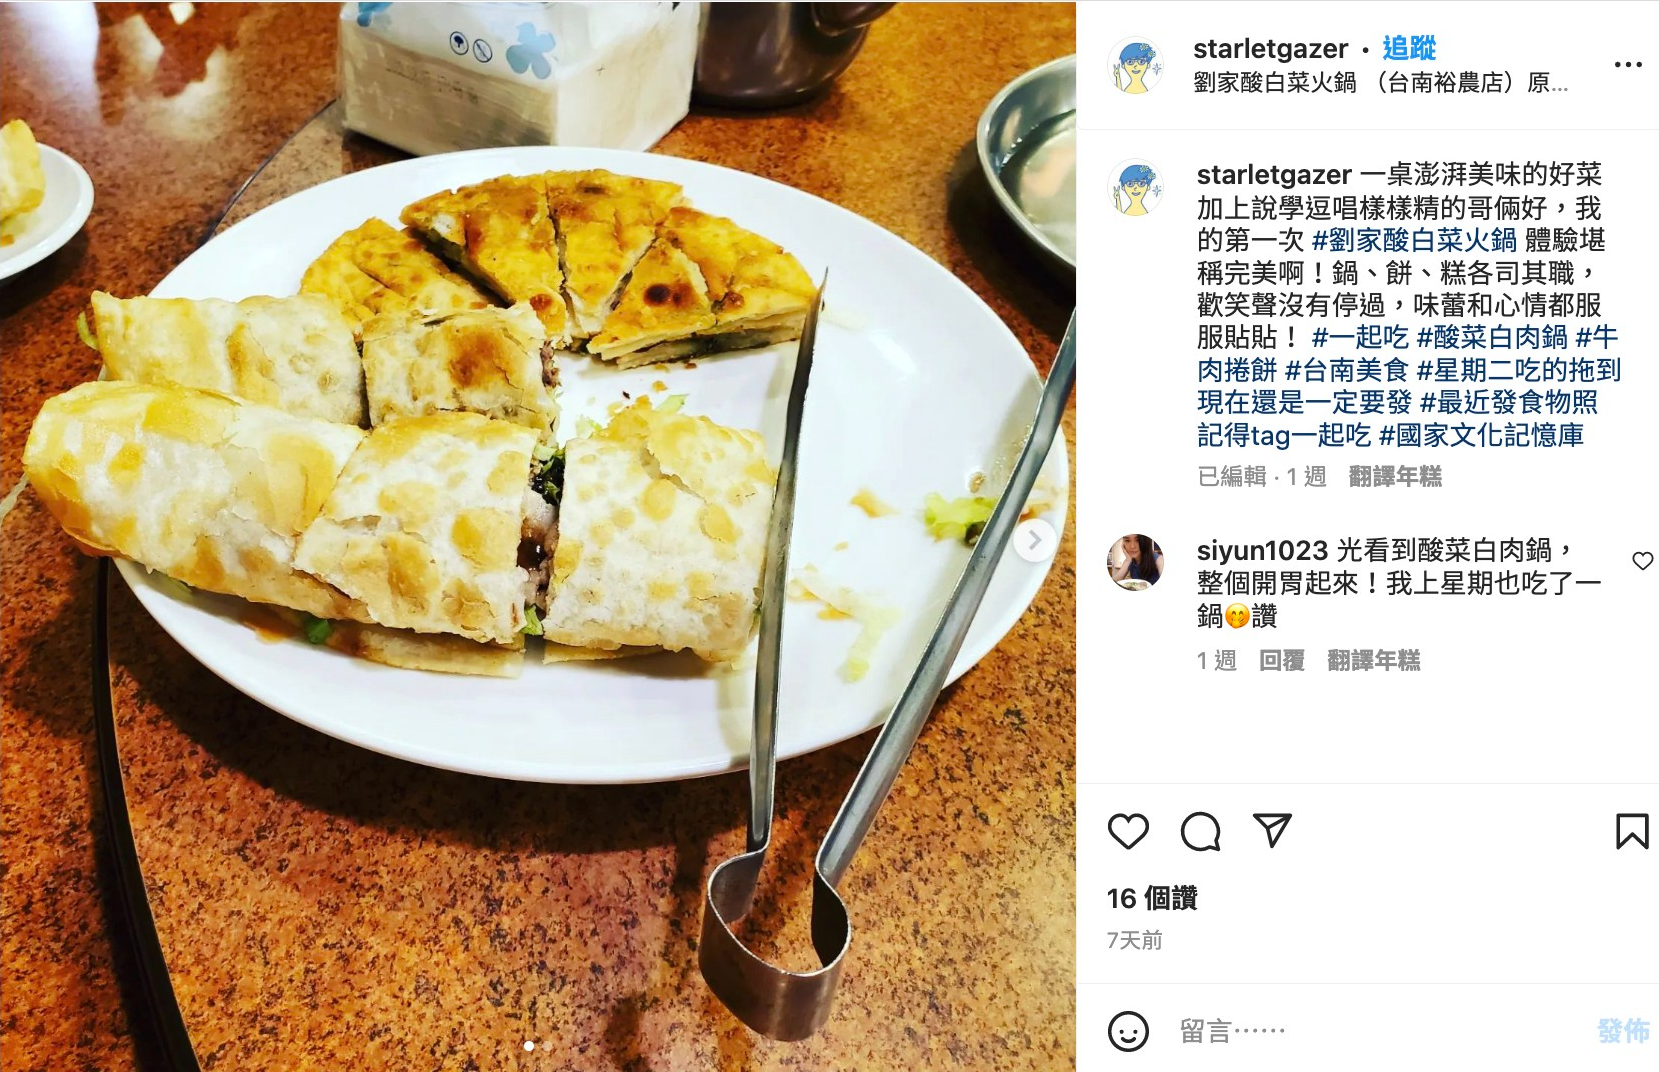 starletgazer • 追蹤
劉家酸白菜火鍋 （台南裕農店）原...
starletgazer 一桌澎湃美味的好菜
加上說學逗唱樣樣精的哥倆好，我
的第一次 #劉家酸白菜火鍋 體驗堪
稱完美啊！鍋、餅、糕各司其職，
歡笑聲沒有停過，味蕾和心情都服
服貼貼！ #一起吃 #酸菜白肉鍋 #牛
肉捲餅 #台南美食 #星期二吃的拖到
現在還是一定要發 #最近發食物照
記得tag一起吃 #國家文化記憶庫
已編輯 · 1 週 翻譯年糕
siyun1023 光看到酸菜白肉鍋，
整個開胃起來！我上星期也吃了一
鍋🤭讚
1 週 回覆 翻譯年糕
16 個讚
7天前
留言⋯⋯
發佈